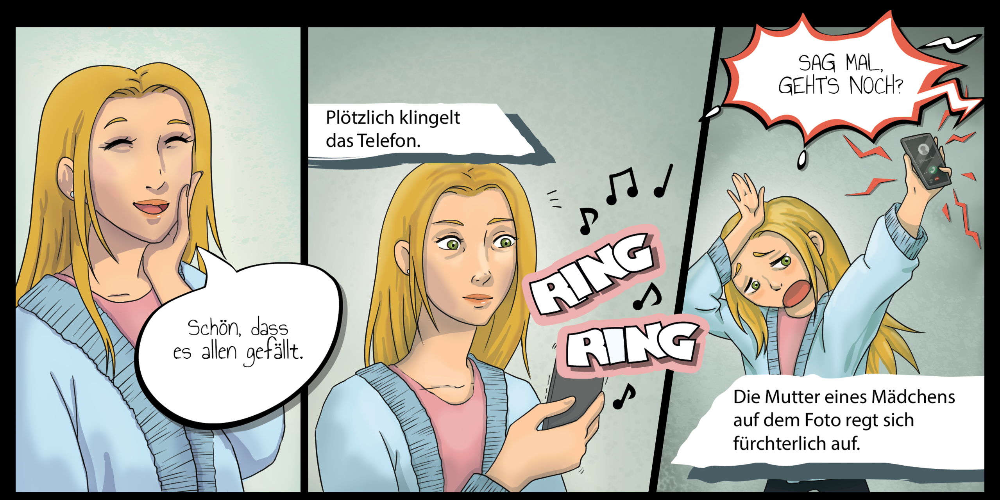 Schön, dass
es allen gefällt.
Plötzlich klingelt
das Telefon.
RING
RING
SAG MAL,
GEHT'S NOCH?
Die Mutter eines Mädchens
auf dem Foto regt sich
fürchterlich auf.